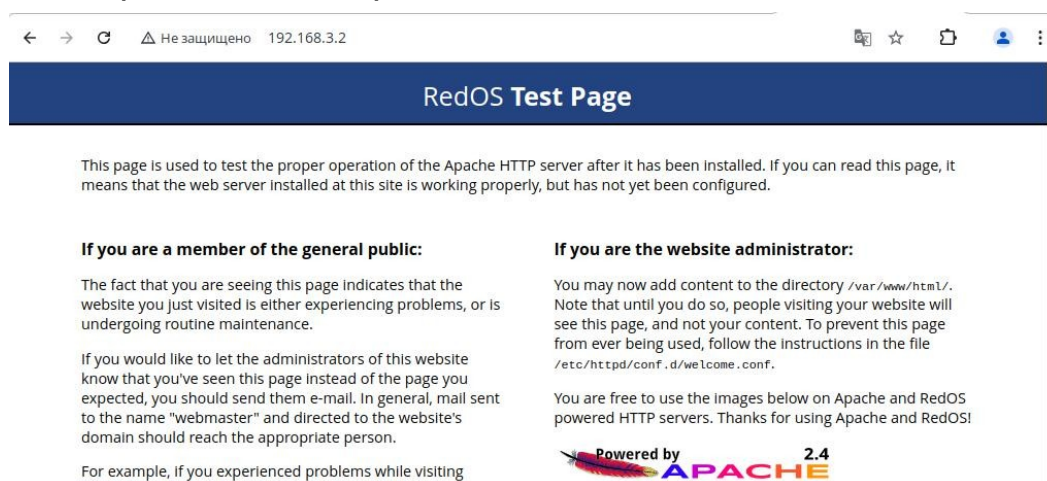 Не защищено 192.168.3.2
RedOS Test Page
This page is used to test the proper operation of the Apache HTTP server after it has been installed. If you can read this page, it
means that the web server installed at this site is working properly, but has not yet been configured.
If you are a member of the general public:
The fact that you are seeing this page indicates that the
website you just visited is either experiencing problems, or is
undergoing routine maintenance.
If you would like to let the administrators of this website
know that you've seen this page instead of the page you
expected, you should send them e-mail. In general, mail sent
to the name "webmaster" and directed to the website's
domain should reach the appropriate person.
For example, if you experienced problems while visiting
If you are the website administrator:
You may now add content to the directory /var/www/html/.
Note that until you do so, people visiting your website will
see this page, and not your content. To prevent this page
from ever being used, follow the instructions in the file
/etc/httpd/conf.d/welcome.conf.
You are free to use the images below on Apache and RedOS
powered HTTP servers. Thanks for using Apache and RedOS!
Powered by 2.4
APACHE